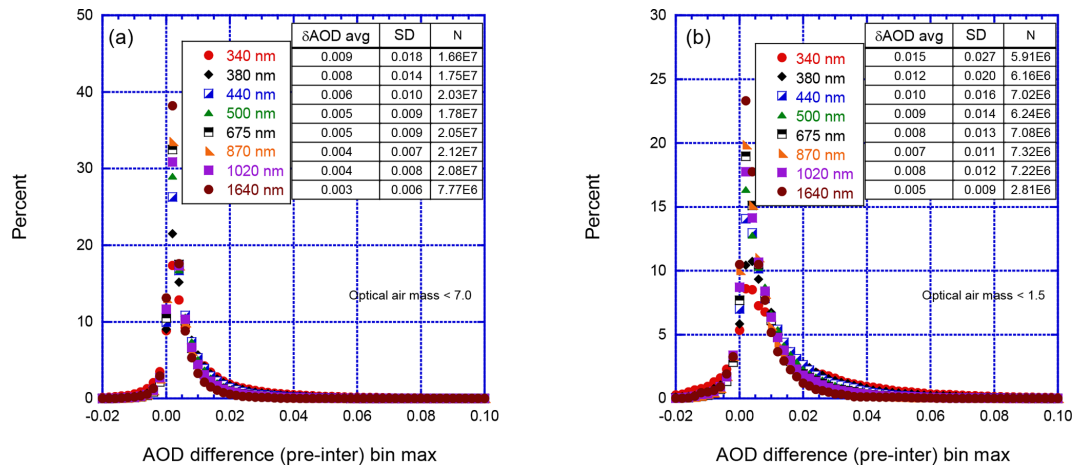 (a)
δAOD avg SD N
340 nm 0.009 0.018 1.66E7
380 nm 0.008 0.014 1.75E7
440 nm 0.006 0.010 2.03E7
500 nm 0.005 0.009 1.78E7
675 nm 0.005 0.009 2.05E7
870 nm 0.004 0.007 2.12E7
1020 nm 0.004 0.008 2.08E7
1640 nm 0.003 0.006 7.77E6
Optical air mass < 7.0
Percent
50
40
30
20
10
0
-0.02 0.00 0.02 0.04 0.06 0.08 0.10
AOD difference (pre-inter) bin max
(b)
δAOD avg SD N
340 nm 0.015 0.027 5.91E6
380 nm 0.012 0.020 6.16E6
440 nm 0.010 0.016 7.02E6
500 nm 0.009 0.014 6.24E6
675 nm 0.008 0.013 7.08E6
870 nm 0.007 0.011 7.32E6
1020 nm 0.008 0.012 7.22E6
1640 nm 0.005 0.009 2.81E6
Optical air mass < 1.5
Percent
30
25
20
15
10
5
0
-0.02 0.00 0.02 0.04 0.06 0.08 0.10
AOD difference (pre-inter) bin max